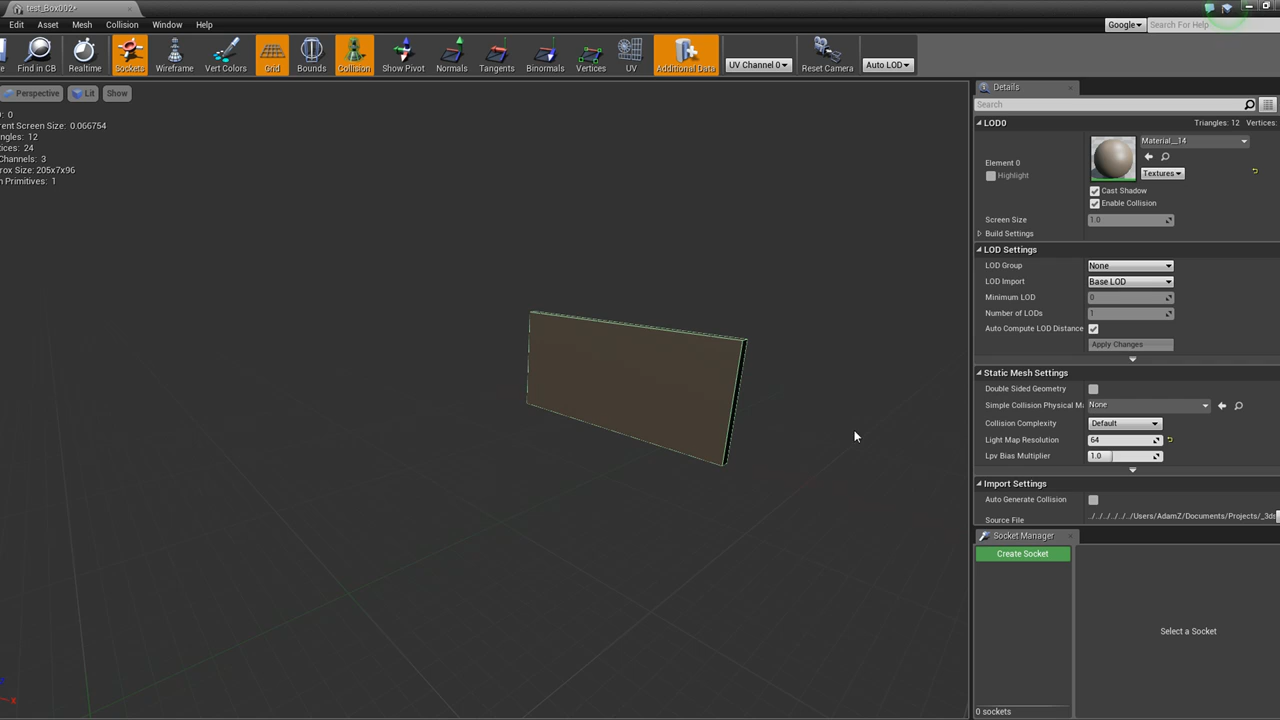 test_Box002*
Edit Asset Mesh Collision Window Help
Google Search For Help
Find in CB Realtime Sockets Wireframe Vert Colors Grid Bounds Collision Show Pivot Normals Tangents Binormals Vertices UV Additional Data UV Channel 0 Reset Camera Auto LOD
Perspective Lit Show
: 0
rent Screen Size: 0.066754
ngles: 12
tices: 24
Channels: 3
rox Size: 205x7x96
n Primitives: 1
X
Details
Search
LOD0 Triangles: 12 Vertices:
Element 0
Highlight
Material__14
Textures
Cast Shadow
Enable Collision
Screen Size 1.0
Build Settings
LOD Settings
LOD Group None
LOD Import Base LOD
Minimum LOD 0
Number of LODs 1
Auto Compute LOD Distance
Apply Changes
Static Mesh Settings
Double Sided Geometry
Simple Collision Physical M None
Collision Complexity Default
Light Map Resolution 64
Lpv Bias Multiplier 1.0
Import Settings
Auto Generate Collision
Source File ../../../../../../Users/AdamZ/Documents/Projects/_3ds
Socket Manager
Create Socket
Select a Socket
0 sockets